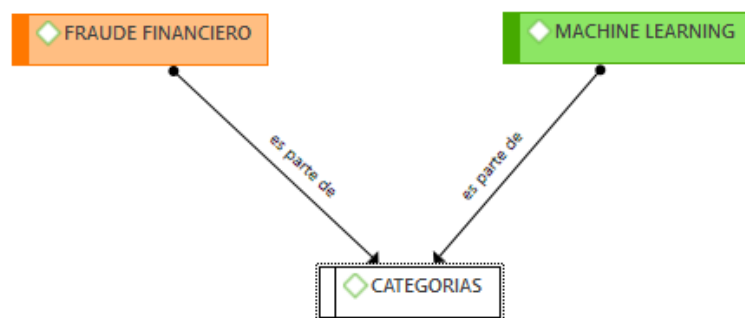 FRAUDE FINANCIERO
MACHINE LEARNING
es parte de
es parte de
CATEGORIAS